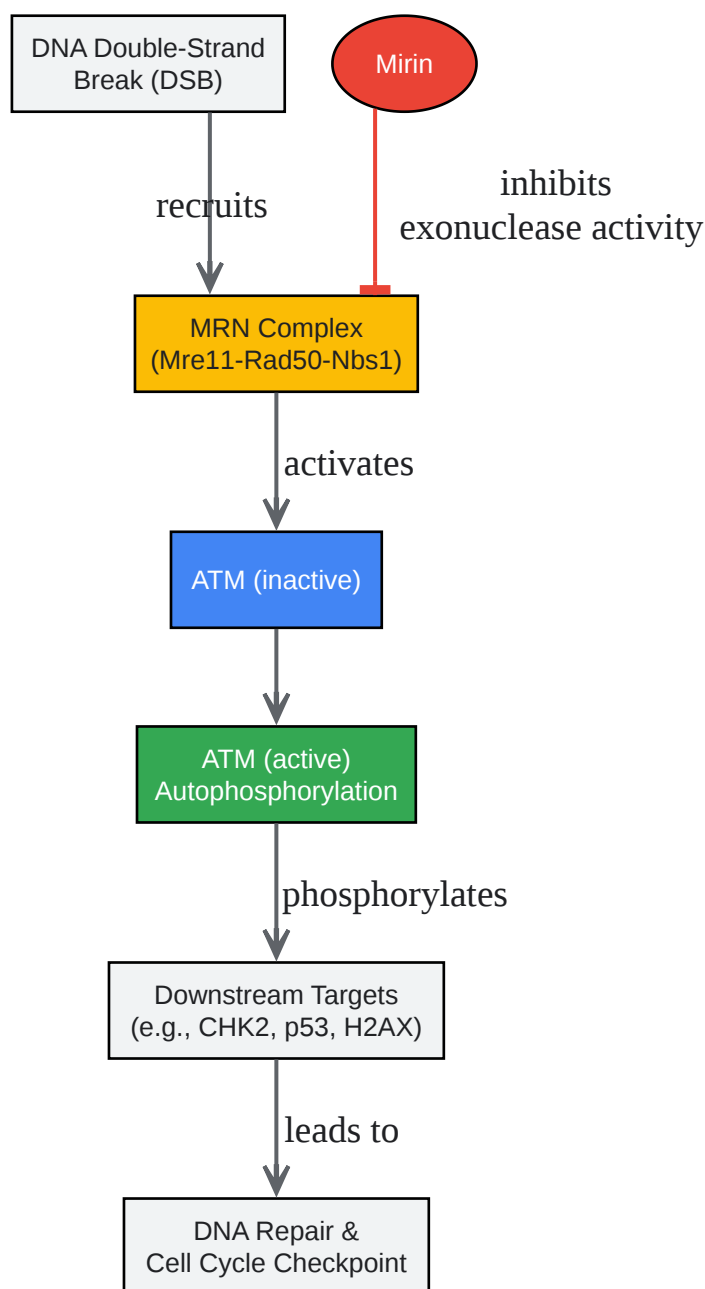 DNA Double-Strand
Break (DSB)
Mirin
recruits
inhibits
exonuclease activity
MRN Complex
(Mre11-Rad50-Nbs1)
activates
ATM (inactive)
ATM (active)
Autophosphorylation
phosphorylates
Downstream Targets
(e.g., CHK2, p53, H2AX)
leads to
DNA Repair &
Cell Cycle Checkpoint